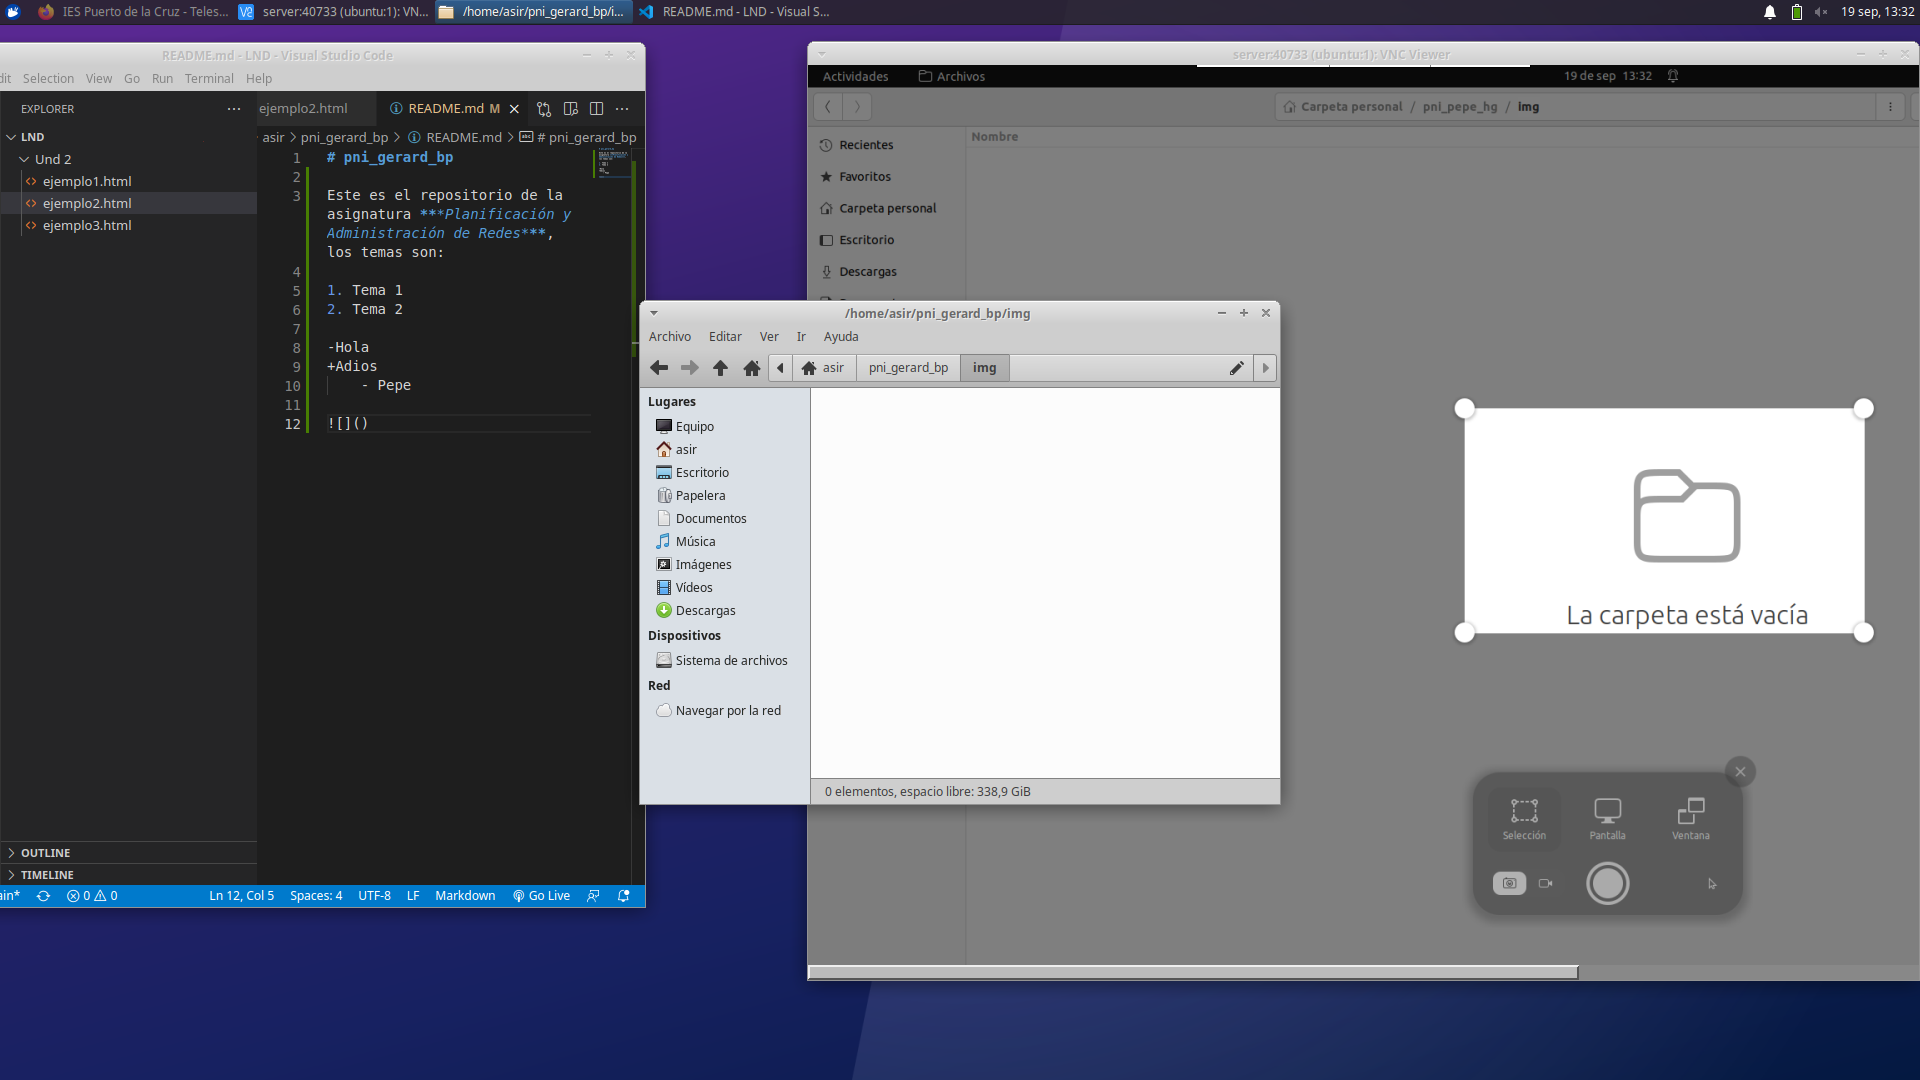 IES Puerto de la Cruz - Teles...
server:40733 (ubuntu:1): VN...
/home/asir/pni_gerard_bp/i...
README.md - LND - Visual S...
19 sep, 13:32
README.md - LND - Visual Studio Code
dit Selection View Go Run Terminal Help
EXPLORER
LND
Und 2
ejemplo1.html
ejemplo2.html
ejemplo3.html
OUTLINE
TIMELINE
ejemplo2.html
README.md M
asir > pni_gerard_bp > README.md > # pni_gerard_bp
1 # pni_gerard_bp
2
3 Este es el repositorio de la
asignatura ***Planificación y
Administración de Redes***,
los temas son:
4
5 1. Tema 1
6 2. Tema 2
7
8 -Hola
9 +Adios
10 - Pepe
11
12 ![]()
ain* 0 0 Ln 12, Col 5 Spaces: 4 UTF-8 LF Markdown Go Live
/home/asir/pni_gerard_bp/img
Archivo Editar Ver Ir Ayuda
asir pni_gerard_bp img
Lugares
Equipo
asir
Escritorio
Papelera
Documentos
Música
Imágenes
Vídeos
Descargas
Dispositivos
Sistema de archivos
Red
Navegar por la red
0 elementos, espacio libre: 338,9 GiB
server:40733 (ubuntu:1): VNC Viewer
Actividades Archivos 19 de sep 13:32
Carpeta personal / pni_pepe_hg / img
Nombre
Recientes
Favoritos
Carpeta personal
Escritorio
Descargas
La carpeta está vacía
Selección Pantalla Ventana